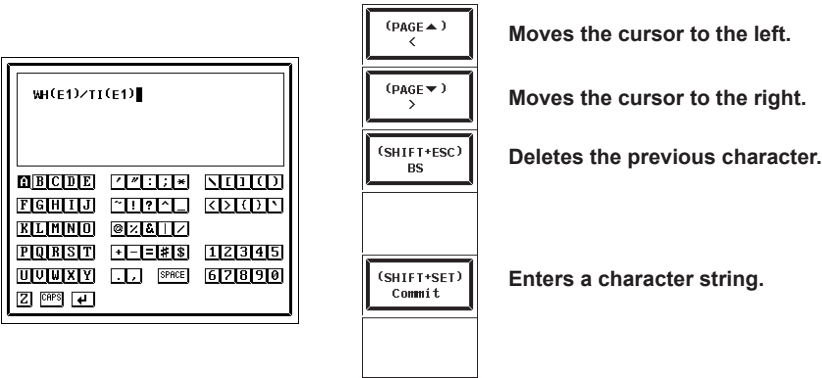 WH(E1)/TI(E1)
A B C D E ' " : ; * \ [ ] ( )
F G H I J ~ ! ? ^ _ < > { } `
K L M N O @ % & | /
P Q R S T + - = # $ 1 2 3 4 5
U V W X Y . , SPACE 6 7 8 9 0
Z CAPS ↵
(PAGE▲)
<
Moves the cursor to the left.
(PAGE▼)
>
Moves the cursor to the right.
(SHIFT+ESC)
BS
Deletes the previous character.
(SHIFT+SET)
Commit
Enters a character string.